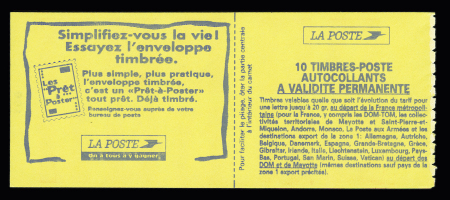 Simplifiez-vous la vie!
Essayez l'enveloppe
timbrée.
Les
Prêt
à
Poster
Plus simple, plus pratique,
l'enveloppe timbrée,
c'est un «Prêt-à-Poster»
tout prêt. Déjà timbré.
Renseignez-vous auprès de votre
bureau de poste
LA POSTE
On a tous à y gagner.
Pour faciliter le pliage, ôter la partie centrale
à l'intérieur du carnet
LA POSTE
10 TIMBRES-POSTE
AUTOCOLLANTS
A VALIDITE PERMANENTE
Timbres valables quelle que soit l'évolution du tarif pour
une lettre jusqu'à 20 gr. au départ de la France métropoli-
taine (pour la France, y compris les DOM-TOM, les collec-
tivités territoriales de Mayotte et Saint-Pierre-et-
Miquelon, Andorre, Monaco, La Poste aux Armées et les
destinations export de la zone 1: Allemagne, Autriche,
Belgique, Danemark, Espagne, Grande-Bretagne, Grèce,
Gibraltar, Irlande, Italie, Liechtenstein, Luxembourg, Pays-
Bas, Portugal, San Marin, Suisse, Vatican) au départ des
DOM et de Mayotte (mêmes destinations sauf pays de la
zone 1 export précités).